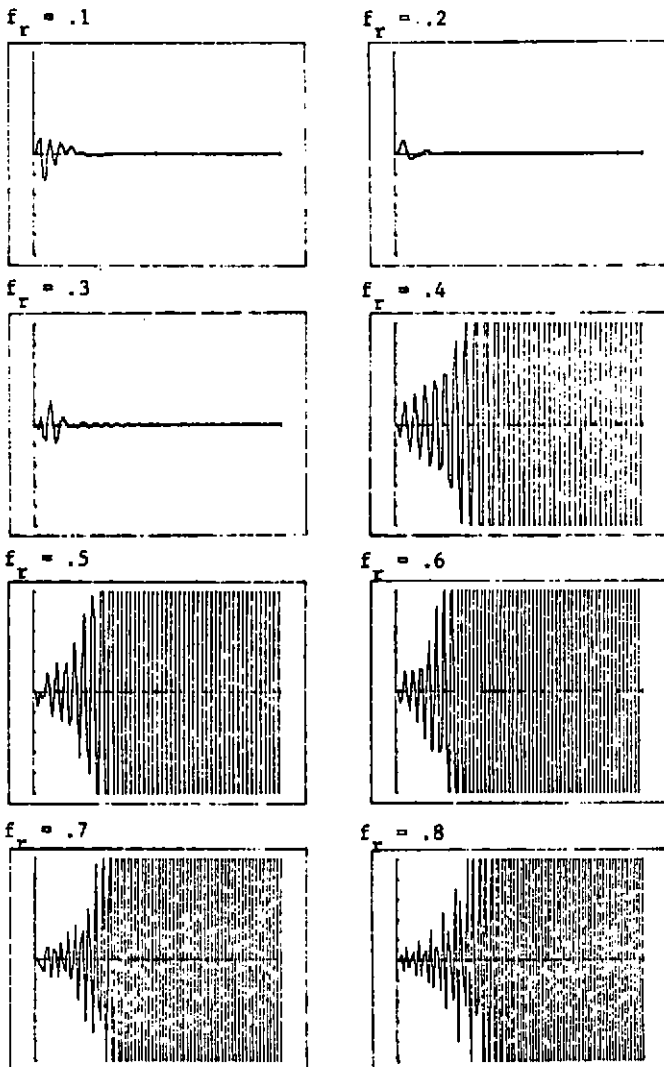 f_r = .1
f_r = .2
f_r = .3
f_r = .4
f_r = .5
f_r = .6
f_r = .7
f_r = .8